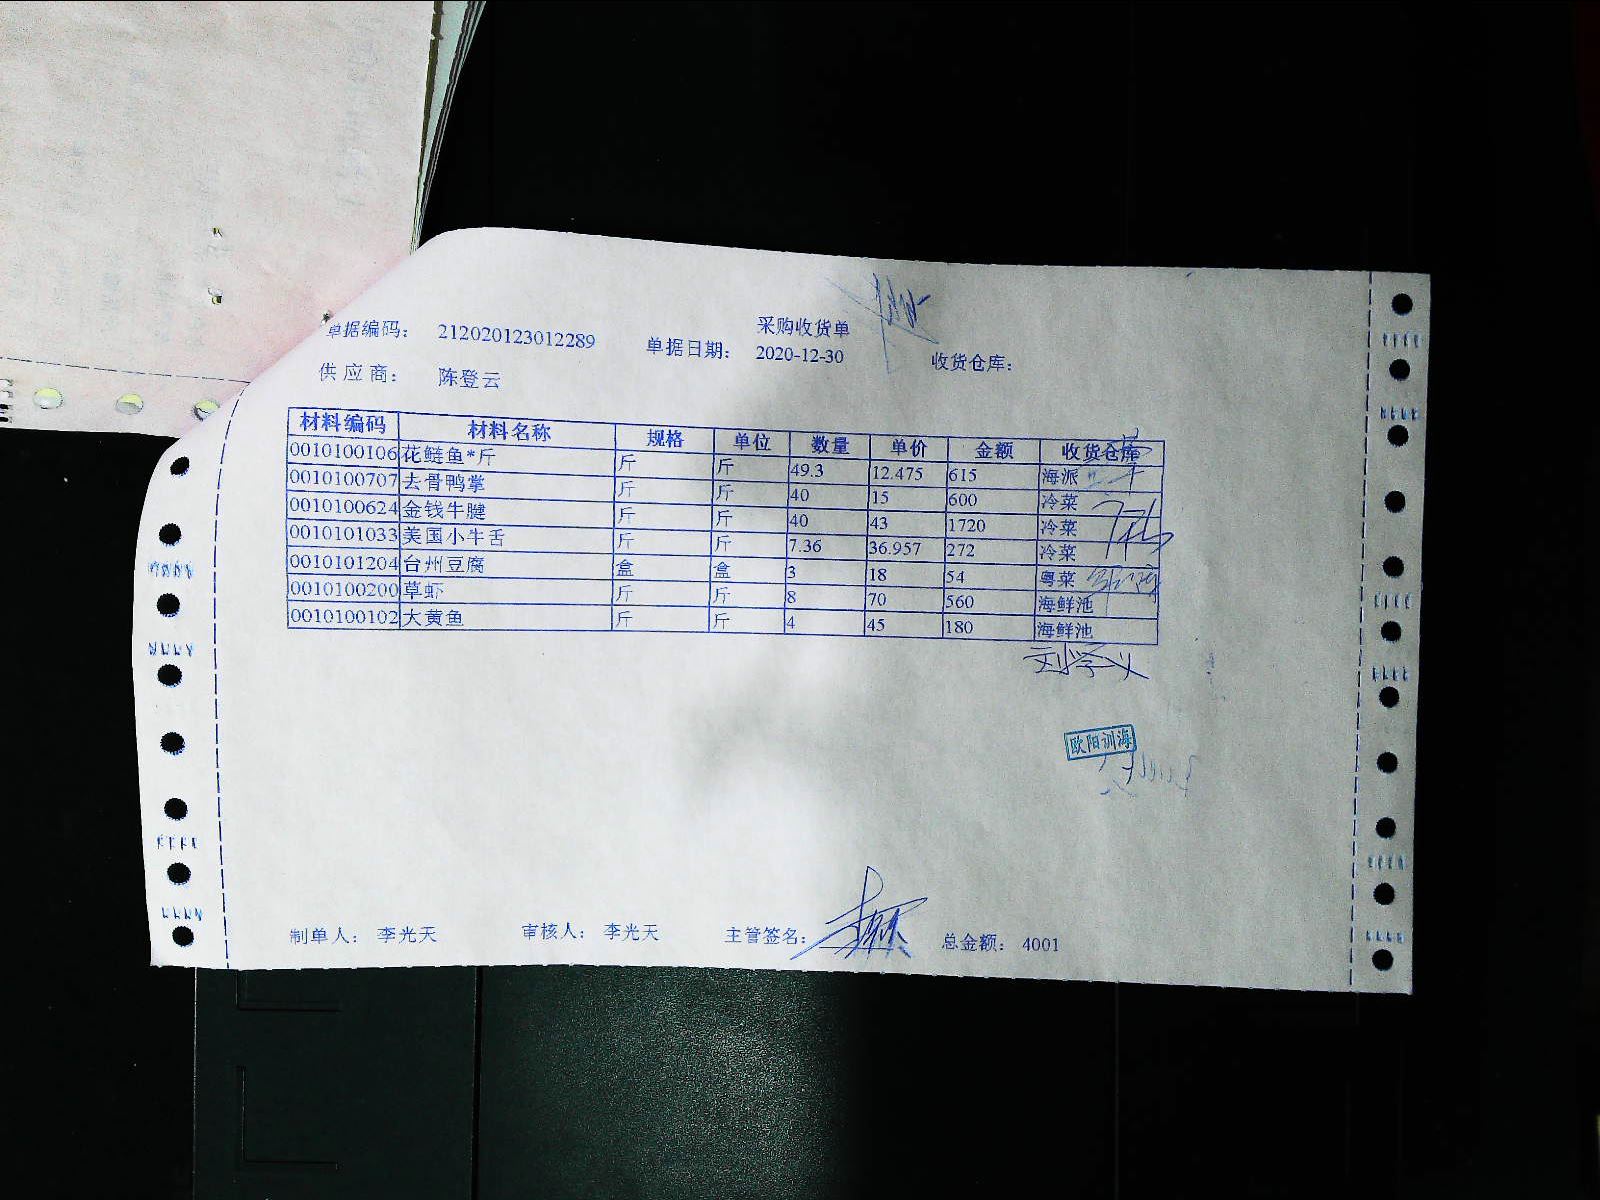 采购收货单
单据编码： 212020123012289 单据日期： 2020-12-30 收货仓库：
供应商： 陈登云
材料编码 材料名称 规格 单位 数量 单价 金额 收货仓库
0010100106 花鲢鱼*斤 斤 斤 49.3 12.475 615 海派
0010100707 去骨鸭掌 斤 斤 40 15 600 冷菜
0010100624 金钱牛腱 斤 斤 40 43 1720 冷菜
0010101033 美国小牛舌 斤 斤 7.36 36.957 272 冷菜
0010101204 台州豆腐 盒 盒 3 18 54 粤菜
0010100200 草虾 斤 斤 8 70 560 海鲜池
0010100102 大黄鱼 斤 斤 4 45 180 海鲜池
刘学义
欧阳训海
制单人： 李光天 审核人： 李光天 主管签名： 总金额： 4001